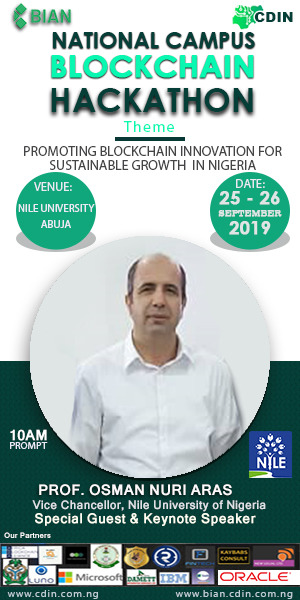 BIAN
CDIN
NATIONAL CAMPUS
BLOCKCHAIN
HACKATHON
Theme
PROMOTING BLOCKCHAIN INNOVATION FOR
SUSTAINABLE GROWTH IN NIGERIA
VENUE:
NILE UNIVERSITY
ABUJA
DATE:
25 - 26
SEPTEMBER
2019
10AM
PROMPT
NILE
PROF. OSMAN NURI ARAS
Vice Chancellor, Nile University of Nigeria
Special Guest & Keynote Speaker
Our Partners
KAYBABS
CONSULT
LUNO
Microsoft
DAMETT
IBM
ORACLE
www.cdin.com.ng
www.bian.cdin.com.ng